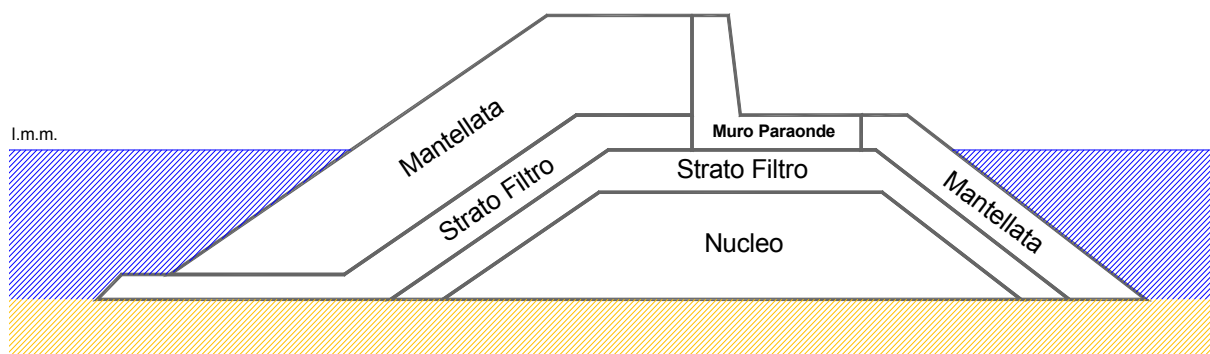 l.m.m.
Mantellata
Strato Filtro
Muro Paraonde
Strato Filtro
Mantellata
Nucleo